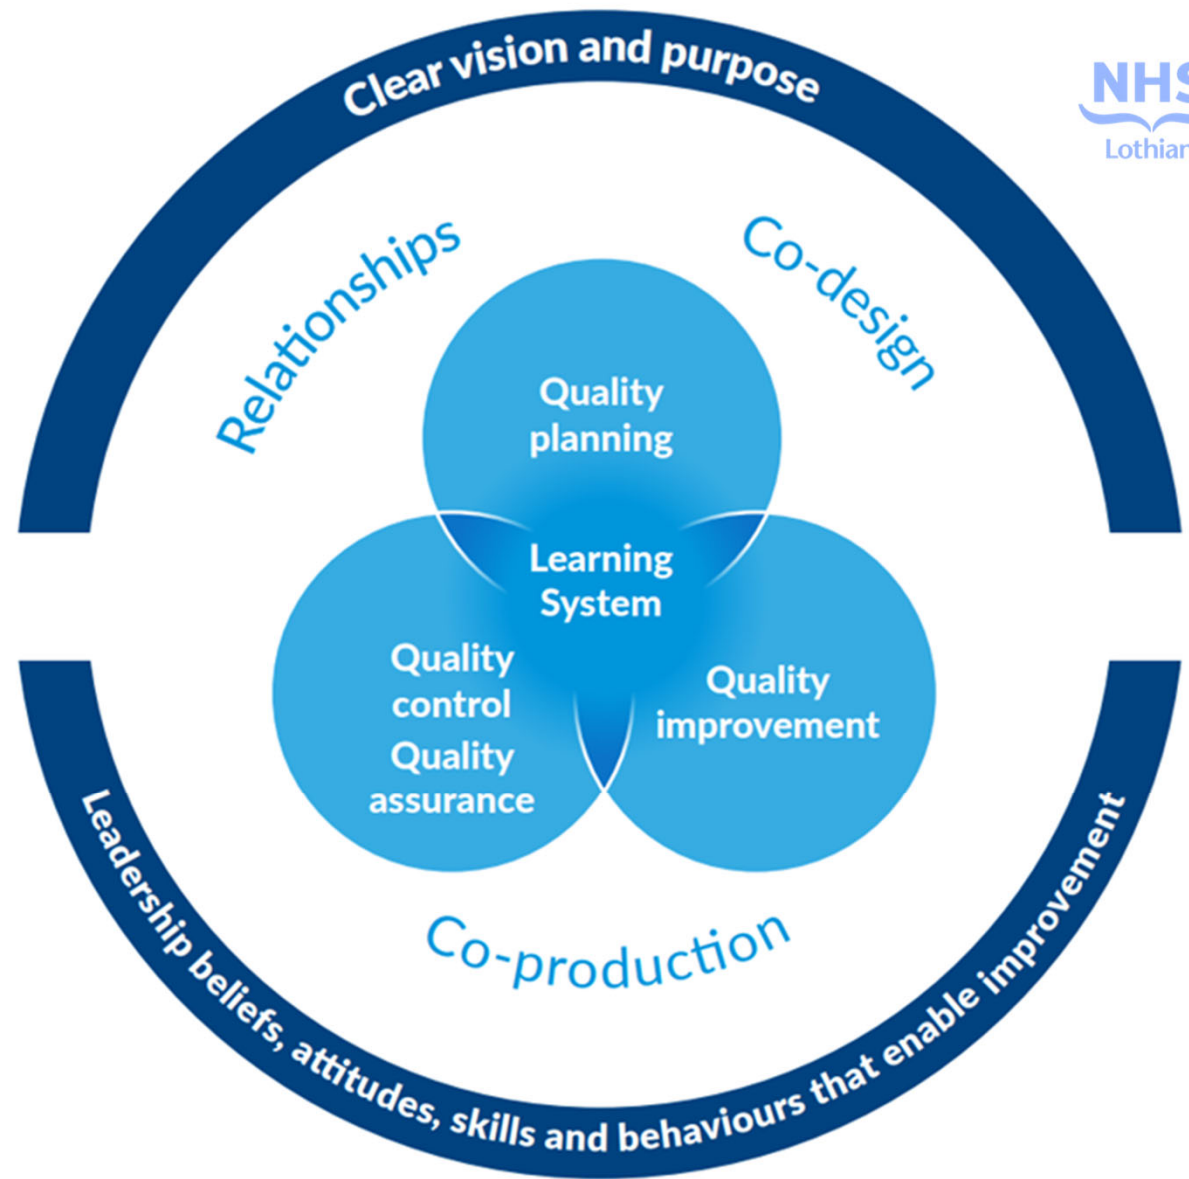 Clear vision and purpose
NHS
Lothian
Relationships
Co-design
Quality
planning
Learning
System
Quality
control
Quality
assurance
Quality
improvement
Co-production
Leadership beliefs, attitudes, skills and behaviours that enable improvement